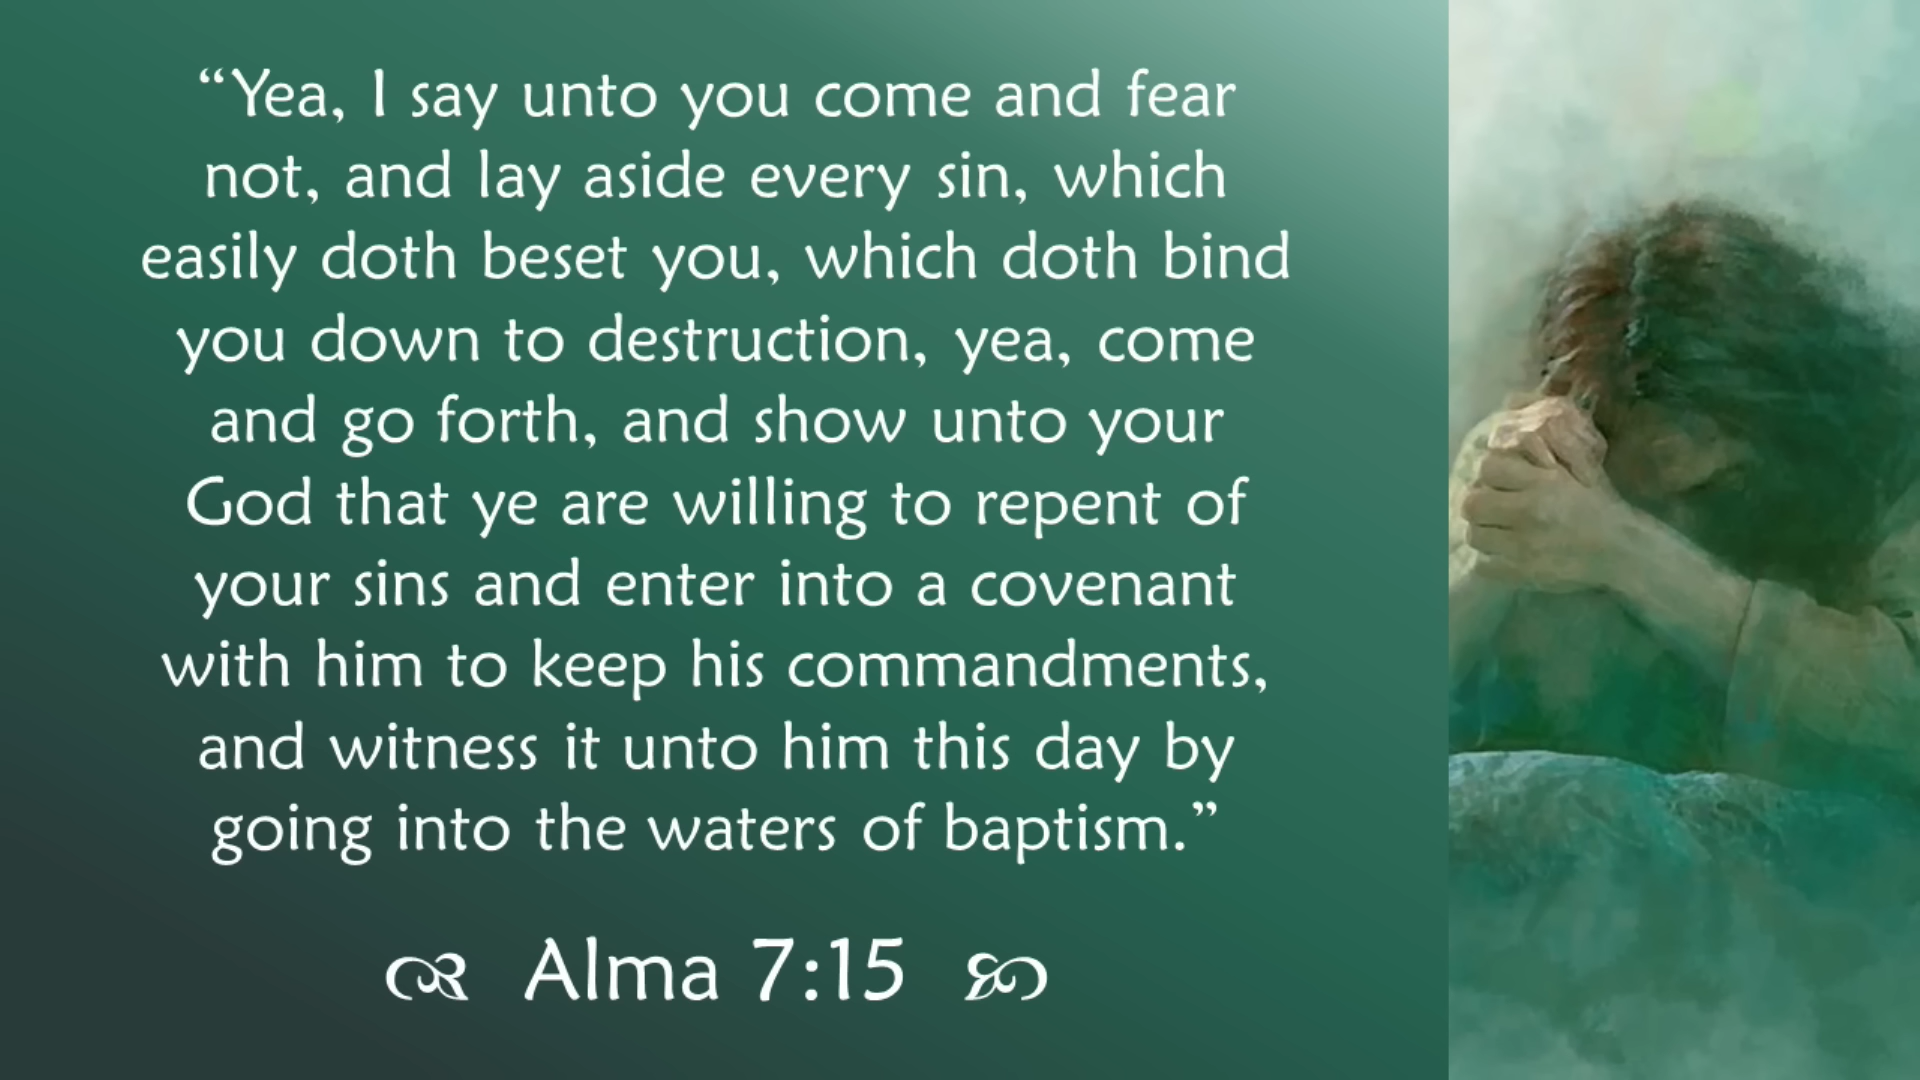 “Yea, I say unto you come and fear
not, and lay aside every sin, which
easily doth beset you, which doth bind
you down to destruction, yea, come
and go forth, and show unto your
God that ye are willing to repent of
your sins and enter into a covenant
with him to keep his commandments,
and witness it unto him this day by
going into the waters of baptism.”
Alma 7:15